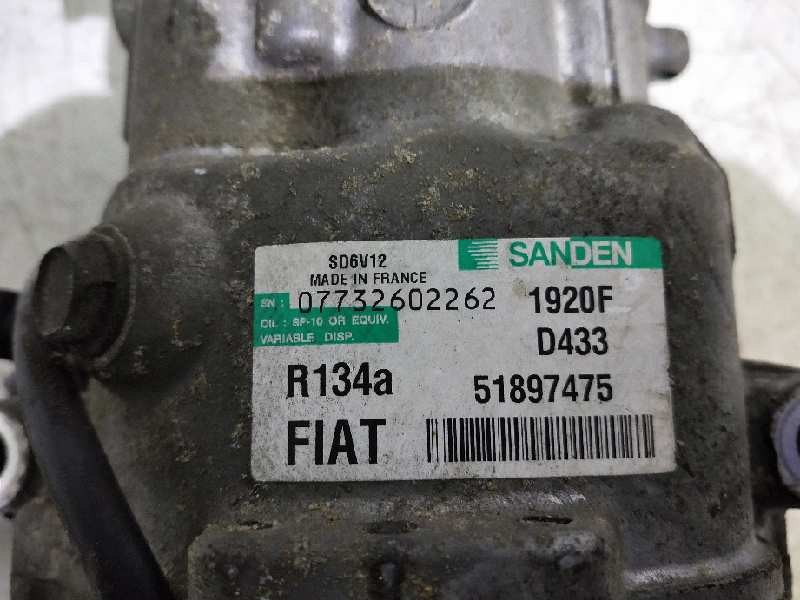 SD6V12
SANDEN
MADE IN FRANCE
SN : 07732602262 1920F
OIL : SP-10 OR EQUIV.
VARIABLE DISP. D433
R134a 51897475
FIAT